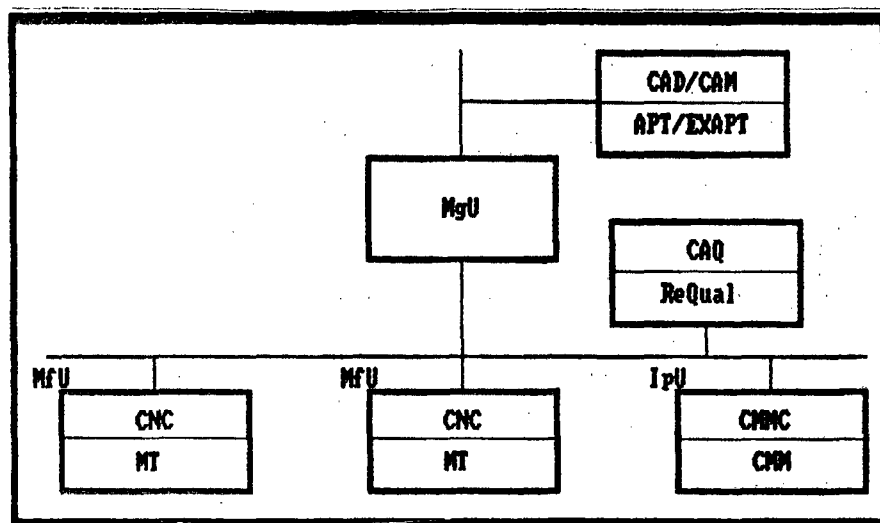 CAD/CAM
APT/EXAPT
MgU
CAQ
ReQual
MfU MfU IpU
CNC CNC CMMC
MT MT CMM